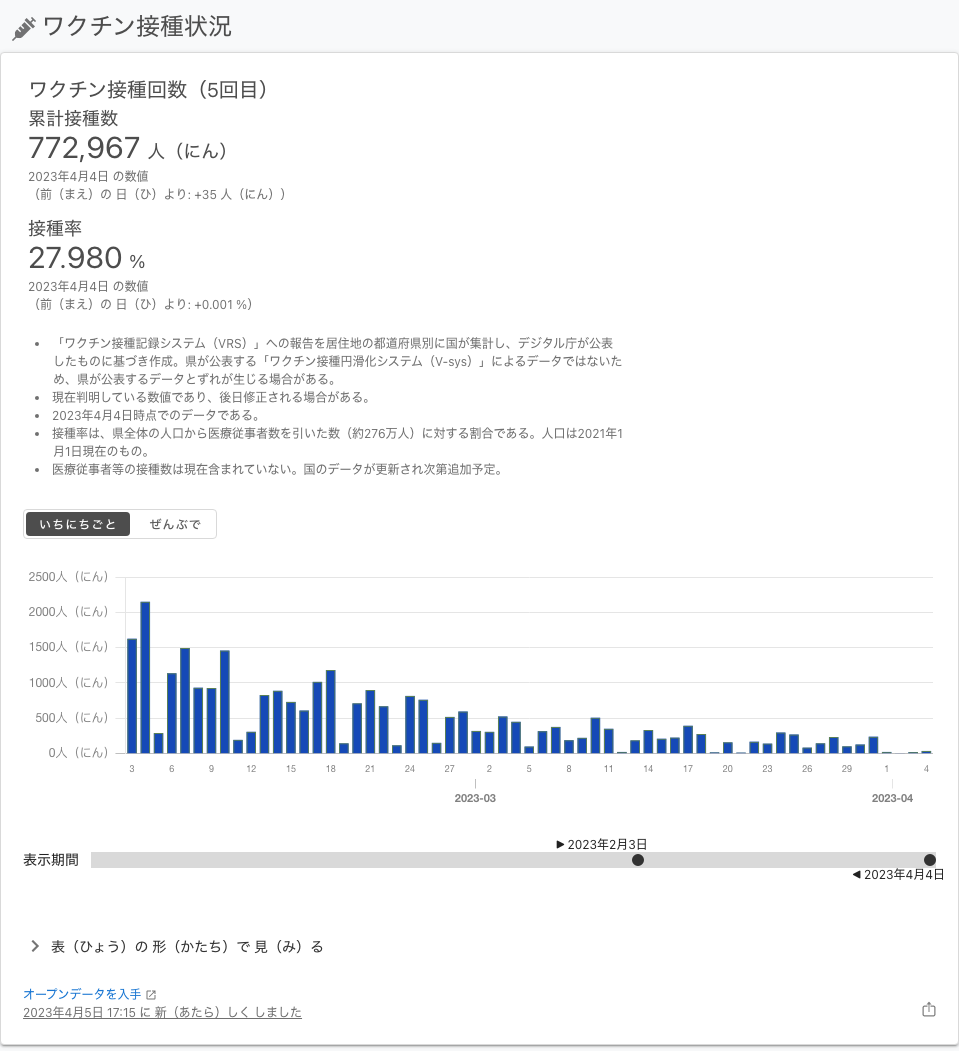 ワクチン接種状況
ワクチン接種回数（5回目）
累計接種数
772,967 人（にん）
2023年4月4日 の数値
（前（まえ）の 日（ひ）より: +35 人（にん））
接種率
27.980 %
2023年4月4日 の数値
（前（まえ）の 日（ひ）より: +0.001 %）
• 「ワクチン接種記録システム（VRS）」への報告を居住地の都道府県別に国が集計し、デジタル庁が公表
したものに基づき作成。県が公表する「ワクチン接種円滑化システム（V-sys）」によるデータではないた
め、県が公表するデータとずれが生じる場合がある。
• 現在判明している数値であり、後日修正される場合がある。
• 2023年4月4日時点でのデータである。
• 接種率は、県全体の人口から医療従事者数を引いた数（約276万人）に対する割合である。人口は2021年1
月1日現在のもの。
• 医療従事者等の接種数は現在含まれていない。国のデータが更新され次第追加予定。
いちにちごと ぜんぶで
2500人（にん）
2000人（にん）
1500人（にん）
1000人（にん）
500人（にん）
0人（にん）
3 6 9 12 15 18 21 24 27 2 5 8 11 14 17 20 23 26 29 1 4
2023-03 2023-04
▶ 2023年2月3日
表示期間
◀ 2023年4月4日
表（ひょう）の 形（かたち）で 見（み）る
オープンデータを入手
2023年4月5日 17:15 に 新（あたら）しく しました